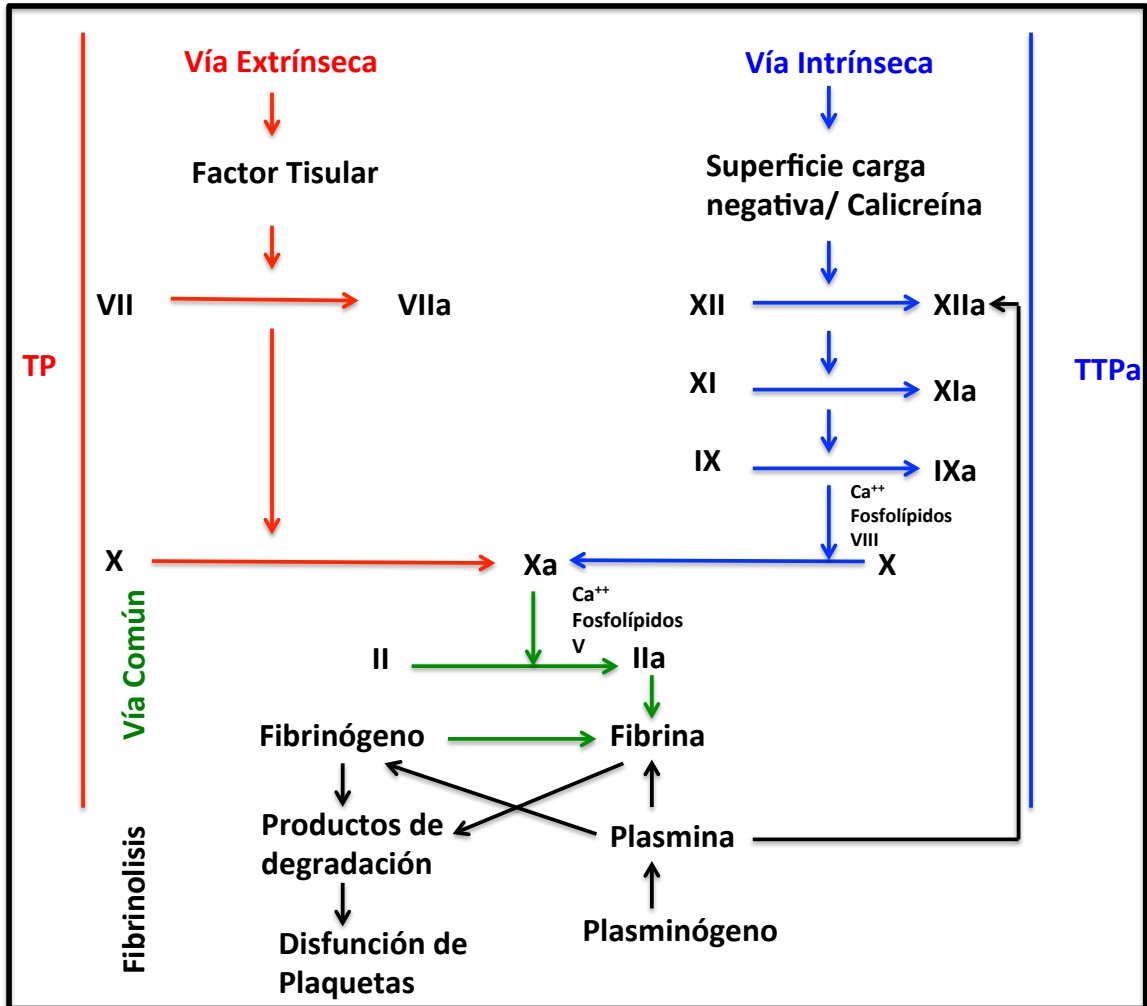 Vía Extrínseca
Vía Intrínseca
Factor Tisular
Superficie carga
negativa/ Calicreína
VII
VIIa
XII
XIIa
TP
TTPa
XI
XIa
IX
IXa
Ca++
Fosfolípidos
VIII
X
Xa
X
Ca++
Fosfolípidos
V
Vía Común
II
IIa
Fibrinógeno
Fibrina
Fibrinolisis
Productos de
degradación
Plasmina
Disfunción de
Plaquetas
Plasminógeno